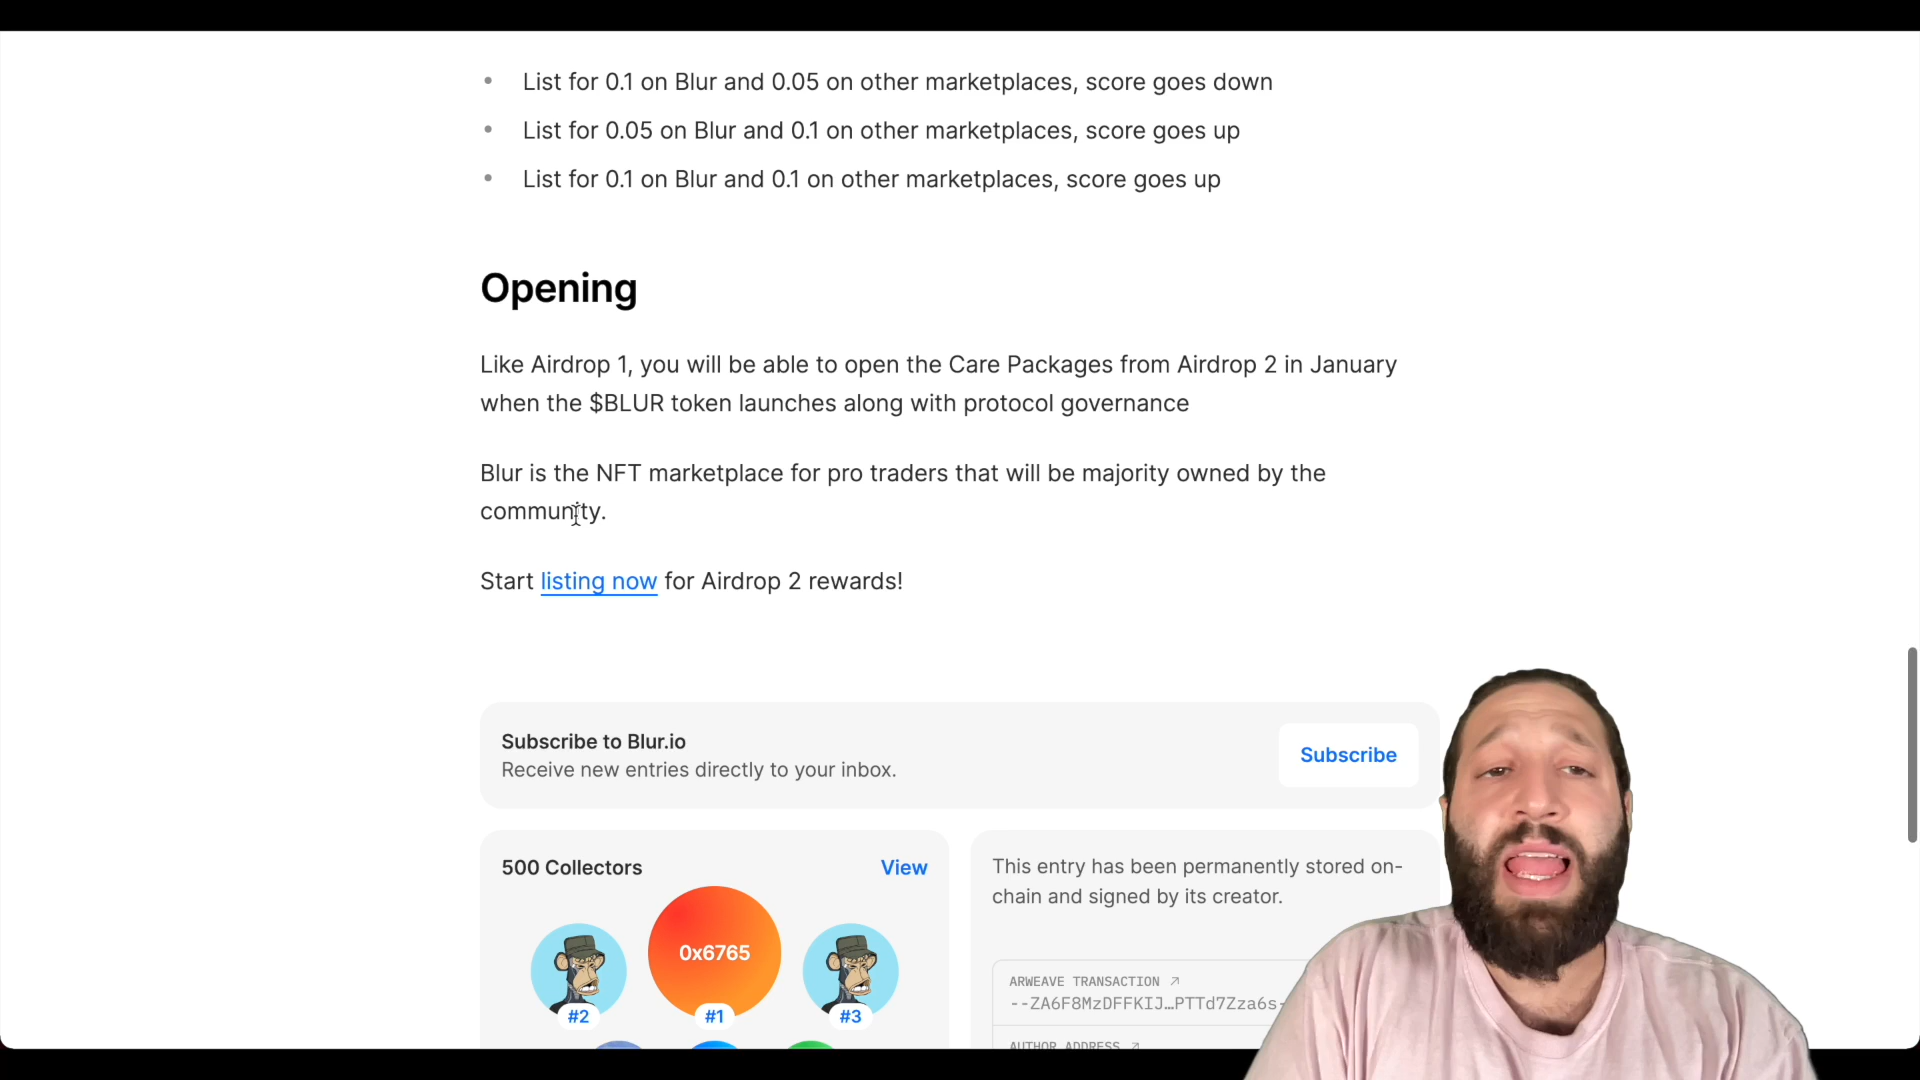 List for 0.1 on Blur and 0.05 on other marketplaces, score goes down
List for 0.05 on Blur and 0.1 on other marketplaces, score goes up
List for 0.1 on Blur and 0.1 on other marketplaces, score goes up
Opening
Like Airdrop 1, you will be able to open the Care Packages from Airdrop 2 in January
when the $BLUR token launches along with protocol governance
Blur is the NFT marketplace for pro traders that will be majority owned by the
community.
Start listing now for Airdrop 2 rewards!
Subscribe to Blur.io
Receive new entries directly to your inbox.
Subscribe
500 Collectors
View
0x6765
#2
#1
#3
This entry has been permanently stored on-
chain and signed by its creator.
ARWEAVE TRANSACTION ↗
--ZA6F8MzDFFKIJ…PTTd7Zza6s-
AUTHOR ADDRESS ↗